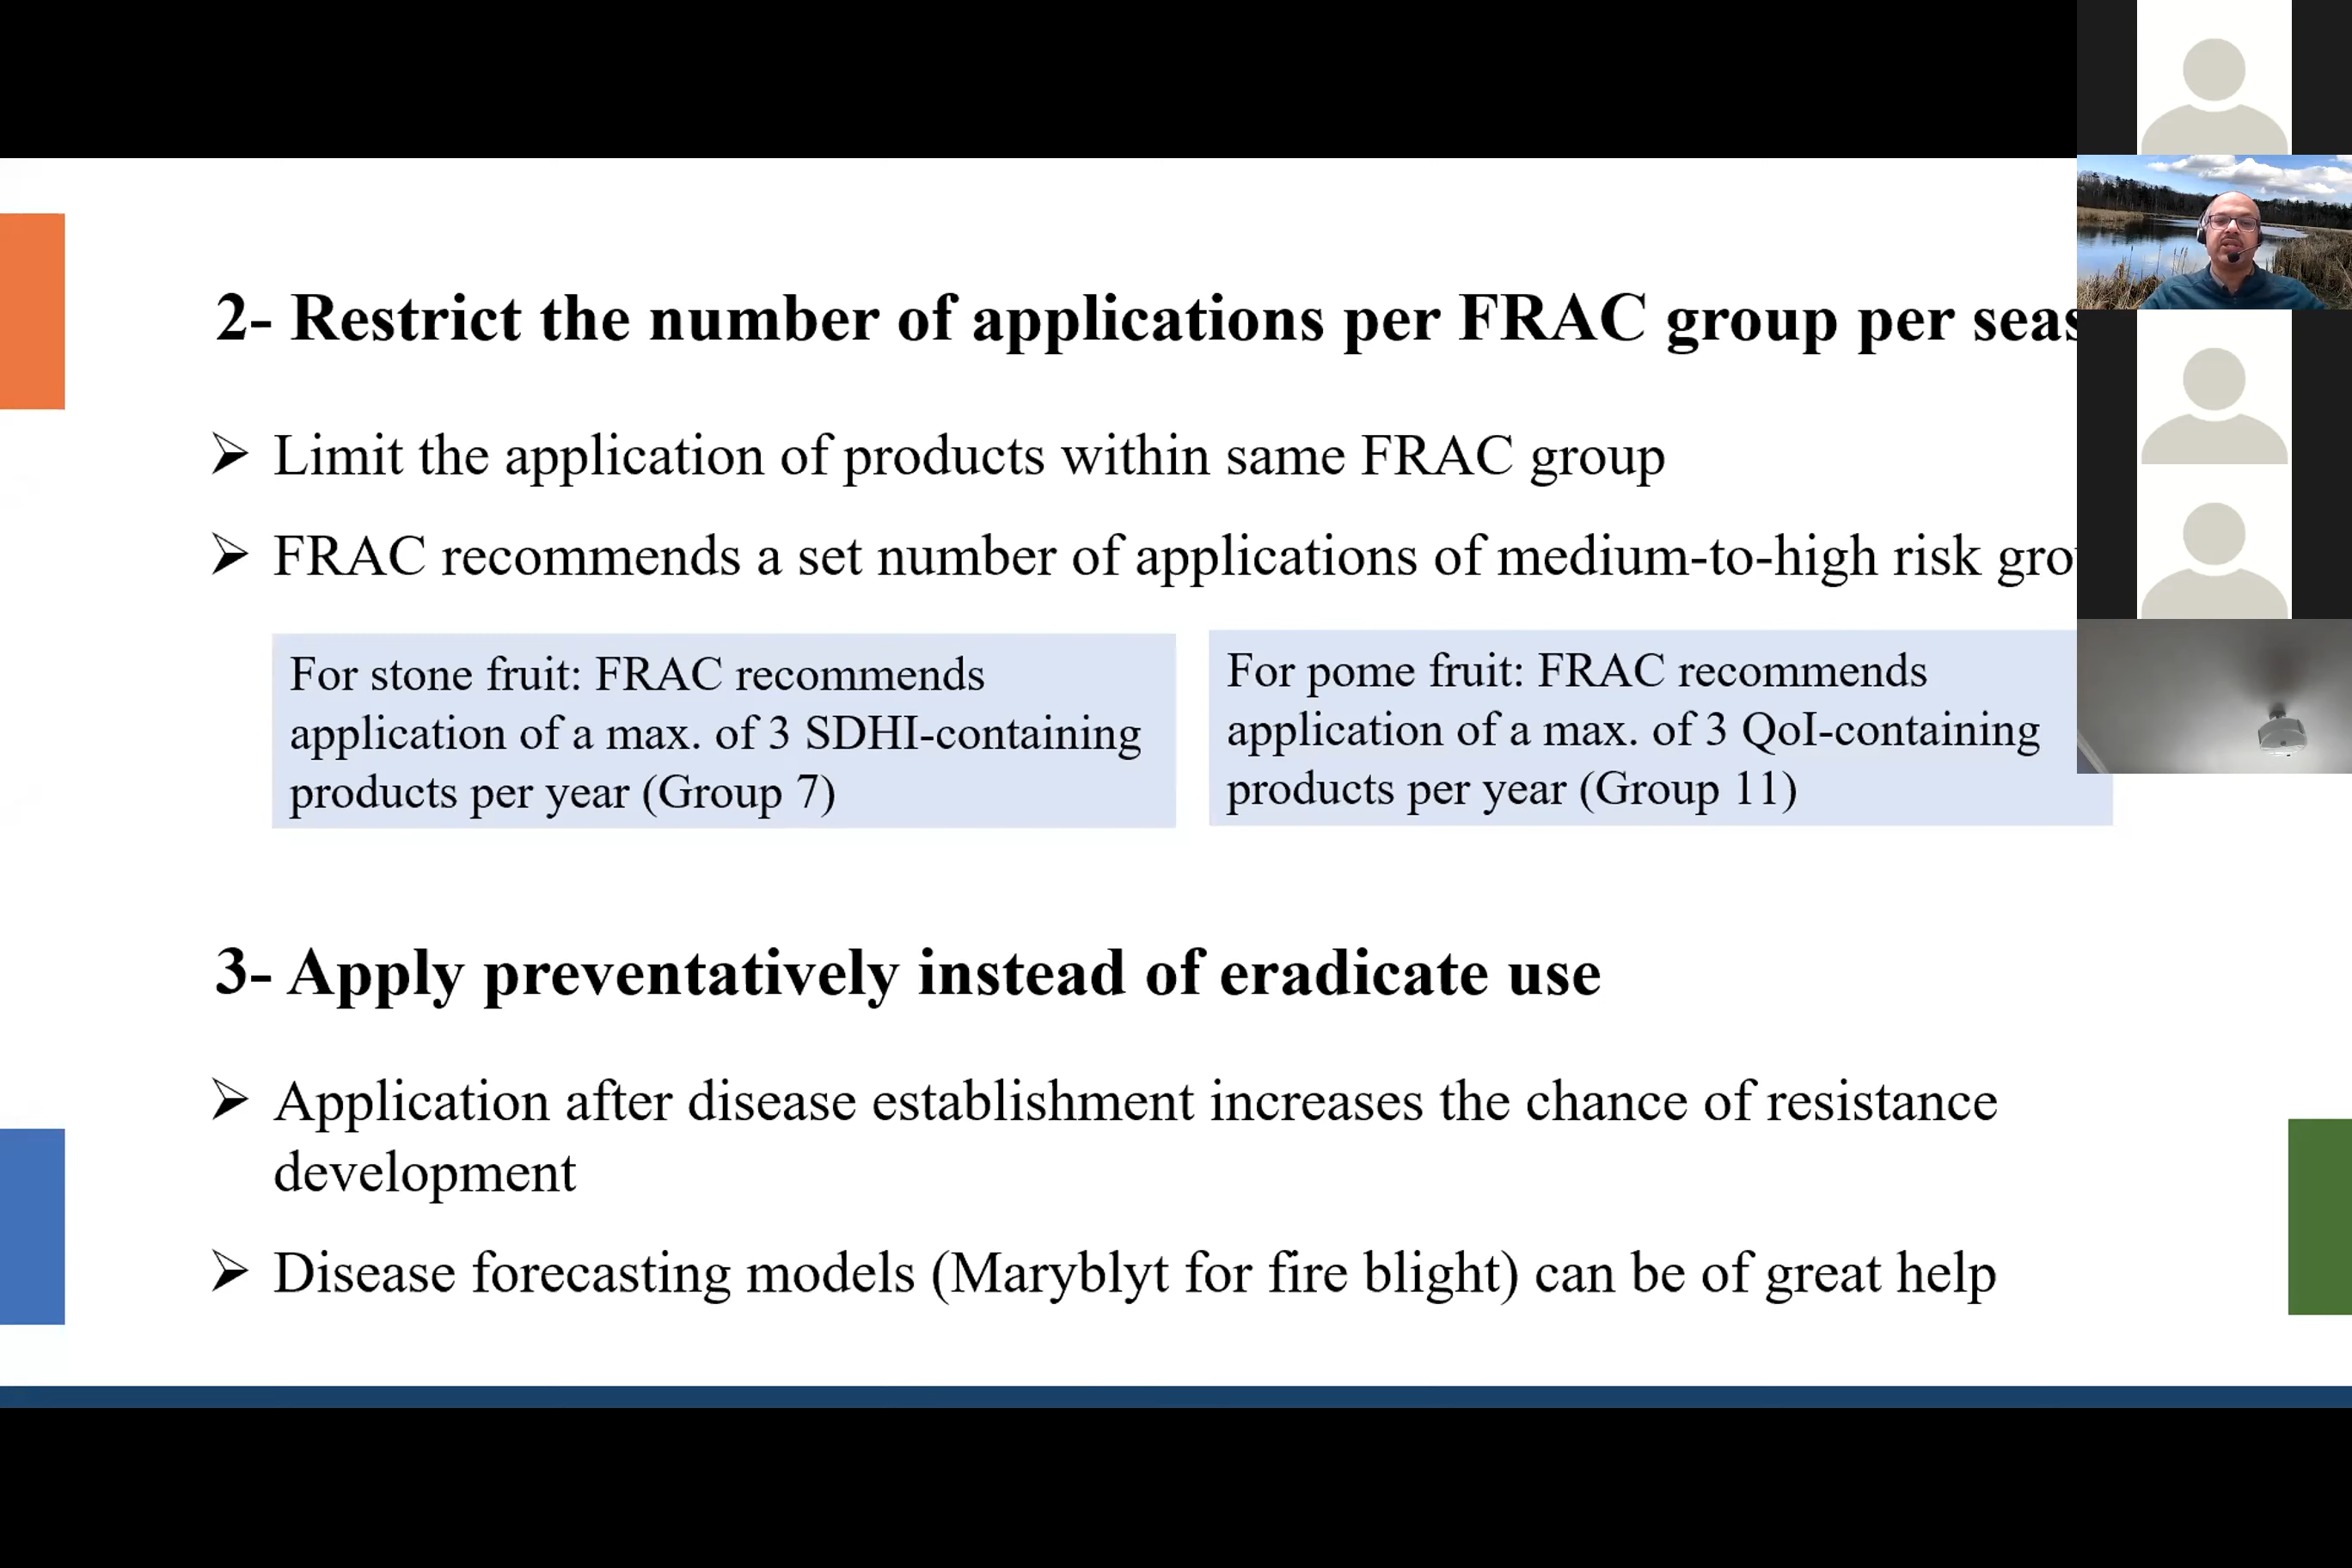 2- Restrict the number of applications per FRAC group per seas
➢ Limit the application of products within same FRAC group
➢ FRAC recommends a set number of applications of medium-to-high risk gro
For stone fruit: FRAC recommends
application of a max. of 3 SDHI-containing
products per year (Group 7)
For pome fruit: FRAC recommends
application of a max. of 3 QoI-containing
products per year (Group 11)
3- Apply preventatively instead of eradicate use
➢ Application after disease establishment increases the chance of resistance
development
➢ Disease forecasting models (Maryblyt for fire blight) can be of great help